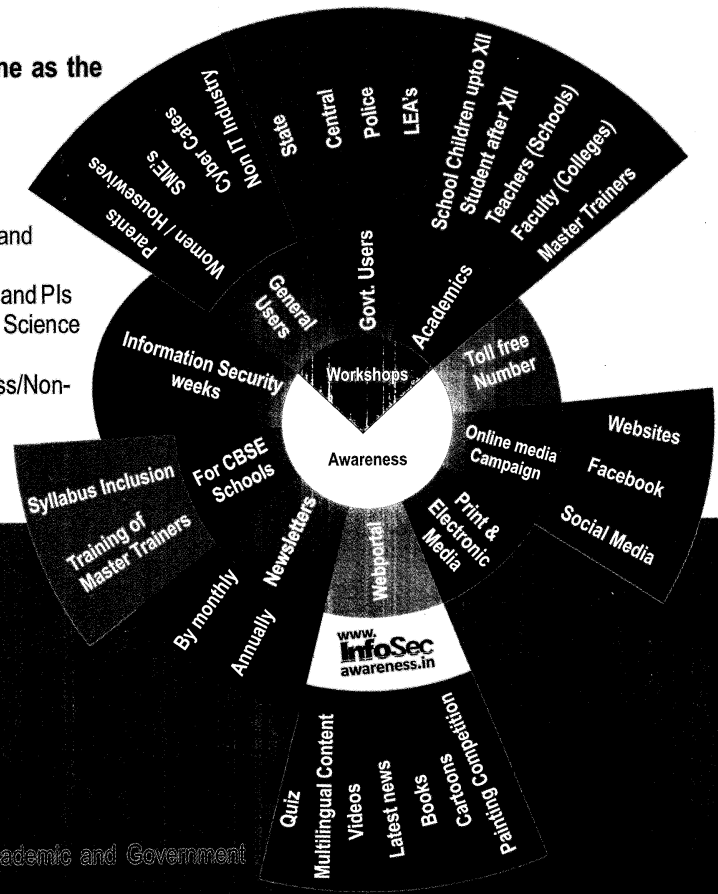 ne as the
and
and PIs
Science
ss/Non-
Parents
Women / Housewives
SME's
Cyber Cafes
Non IT Industry
State
Central
Police
LEA's
School Children upto XII
Student after XII
Teachers (Schools)
Faculty (Colleges)
Master Trainers
General
Users
Govt. Users
Academics
Workshops
Awareness
Information Security
weeks
Toll free
Number
Online media
Campaign
Websites
Facebook
Social Media
Print &
Electronic
Media
For CBSE
Schools
Syllabus Inclusion
Training of
Master Trainers
Newsletters
By monthly
Annually
Webportal
www.
InfoSec
awareness.in
Quiz
Multilingual Content
Videos
Latest news
Books
Cartoons
Painting Competition
ademic and Government